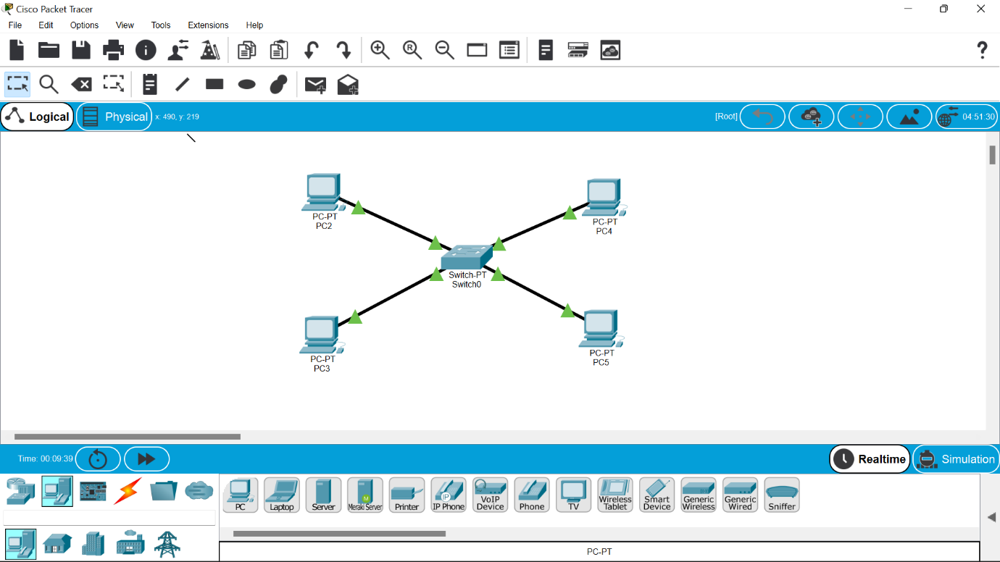 Cisco Packet Tracer
File Edit Options View Tools Extensions Help
Logical Physical x: 490, y: 219 [Root] 04:51:30
PC-PT
PC2
PC-PT
PC4
Switch-PT
Switch0
PC-PT
PC3
PC-PT
PC5
Time: 00:09:39 Realtime Simulation
PC Laptop Server Meraki Server Printer IP Phone VoIP Device Phone TV Wireless Tablet Smart Device Generic Wireless Generic Wired Sniffer
PC-PT